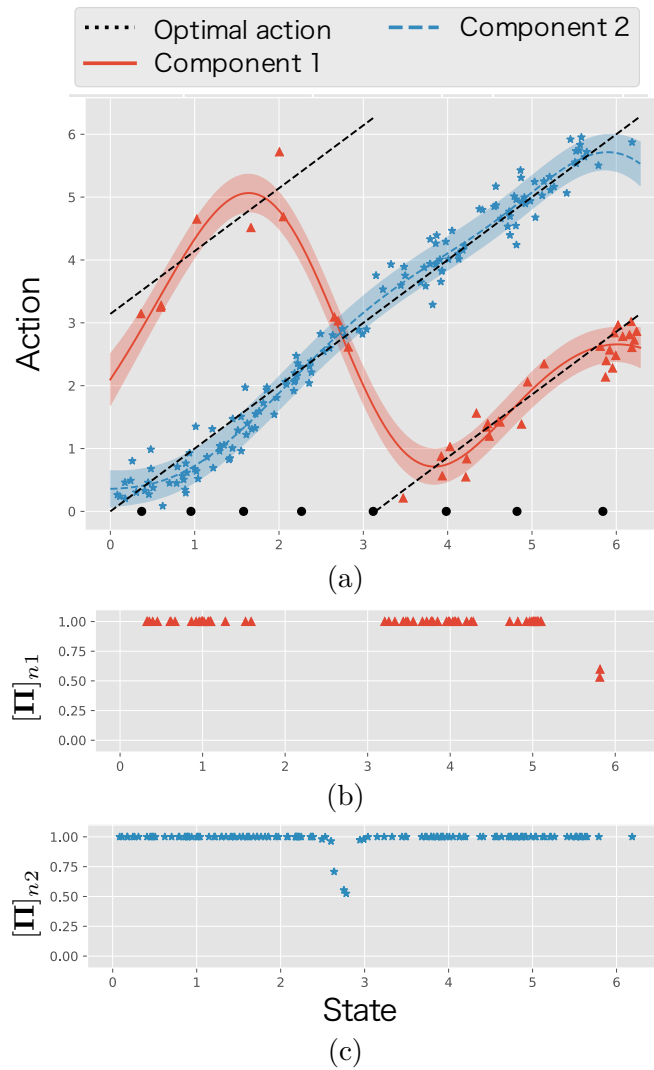 Optimal action Component 2
Component 1
Action
6
5
4
3
2
1
0
0 1 2 3 4 5 6
(a)
[Π]n1
1.00
0.75
0.50
0.25
0.00
0 1 2 3 4 5 6
(b)
[Π]n2
1.00
0.75
0.50
0.25
0.00
0 1 2 3 4 5 6
State
(c)